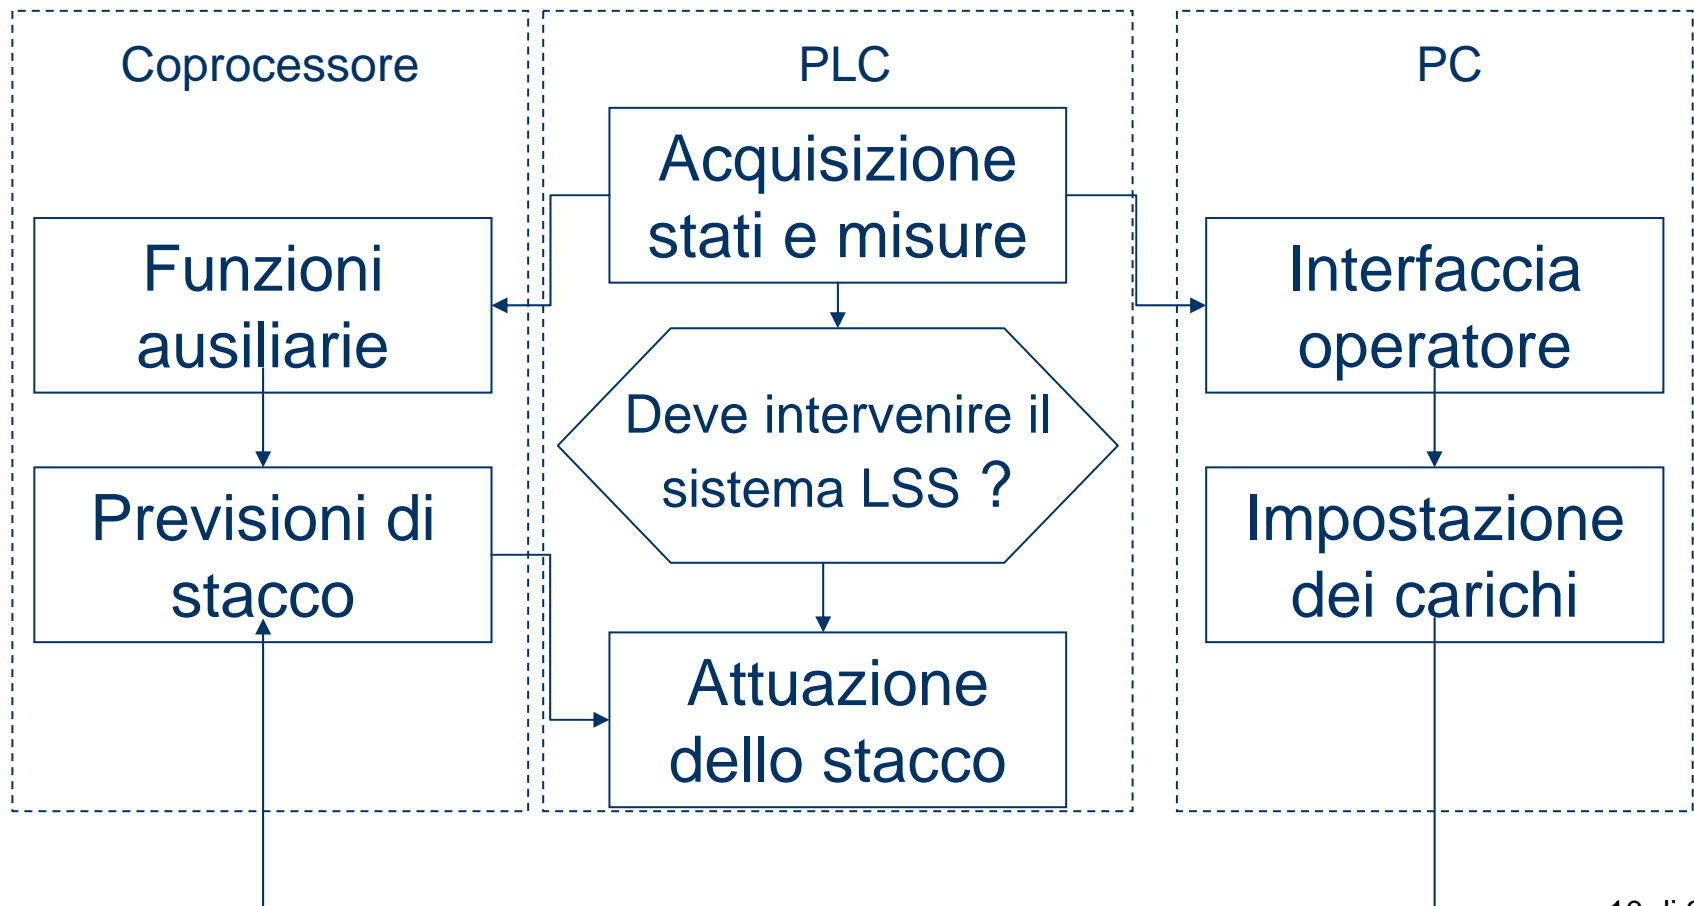 Coprocessore
PLC
PC
Acquisizione
stati e misure
Funzioni
ausiliarie
Interfaccia
operatore
Deve intervenire il
sistema LSS ?
Previsioni di
stacco
Impostazione
dei carichi
Attuazione
dello stacco
di